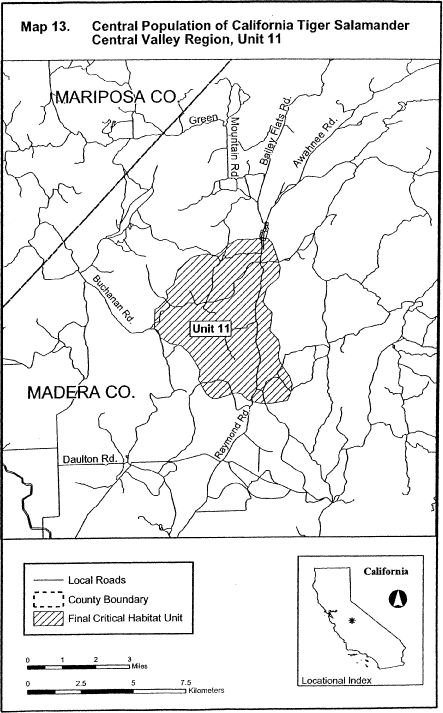 Map 13. Central Population of California Tiger Salamander
Central Valley Region, Unit 11
MARIPOSA CO.
Green
Mountain Rd.
Bailey Flats Rd.
Awahnee Rd.
Buchanan Rd.
Unit 11
MADERA CO.
Raymond Rd.
Daulton Rd.
Local Roads
County Boundary
Final Critical Habitat Unit
0 1 2 3
Miles
0 2.5 5 7.5
Kilometers
California
Locational Index